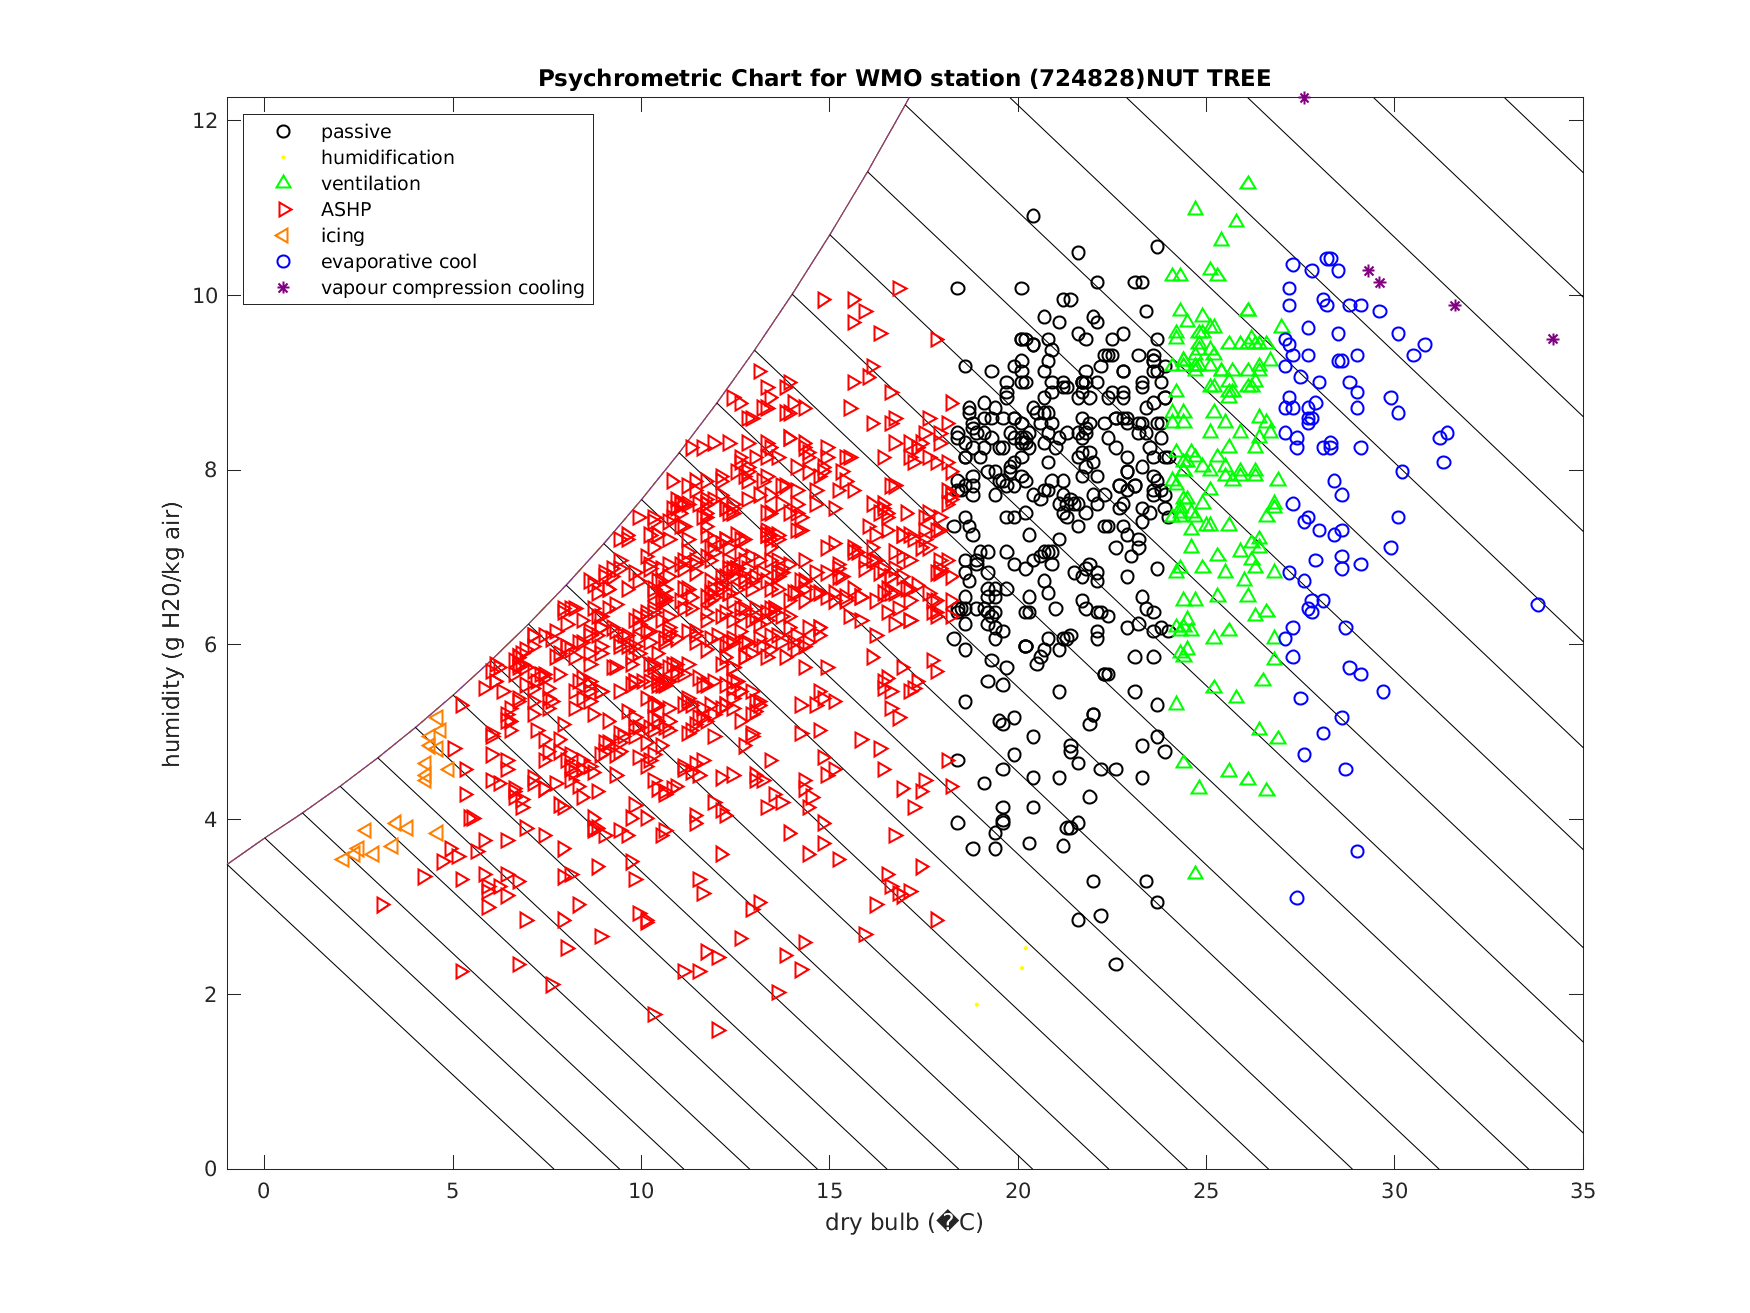 Psychrometric Chart for WMO station (724828)NUT TREE
12
10
8
6
4
2
0
humidity (g H20/kg air)
passive
humidification
ventilation
ASHP
icing
evaporative cool
vapour compression cooling
0 5 10 15 20 25 30 35
dry bulb (�C)